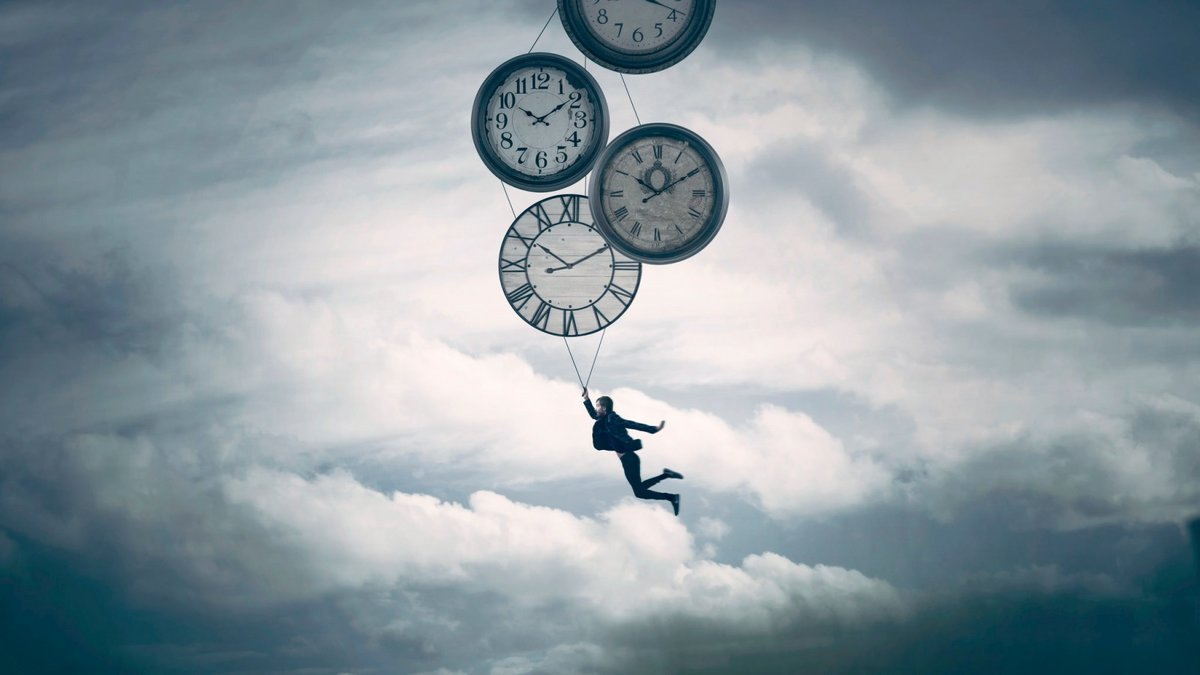 8 7 6 5 4
12 1 2 3 4 5 6 7 8 9 10 11
XII I II III IIII V VI VII VIII IX X XI
XII III IIII V VI VII VIII IX X XI